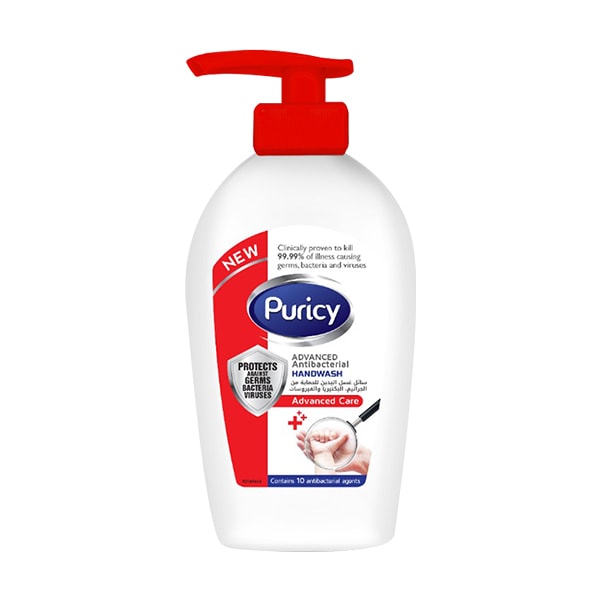 NEW
Clinically proven to kill
99.99% of illness causing
germs, bacteria and viruses
Puricy
ADVANCED
Antibacterial
HANDWASH
سائل غسل اليدين للحماية من
الجراثيم، البكتيريا والفيروسات
Advanced Care
PROTECTS
AGAINST
GERMS
BACTERIA
VIRUSES
Contains 10 antibacterial agents